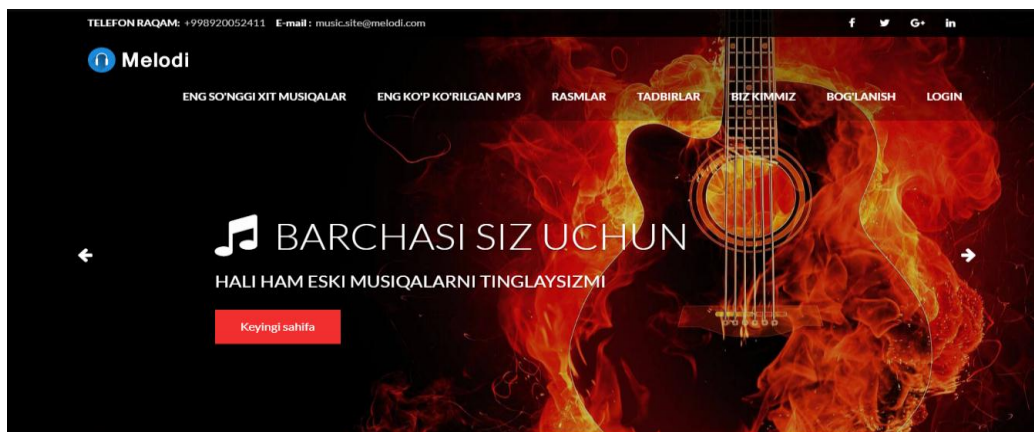 TELEFON RAQAM: +998920052411 E-mail : music.site@melodi.com
Melodi
ENG SO'NGGI XIT MUSIQALAR ENG KO'P KO'RILGAN MP3 RASMLAR TADBIRLAR BIZ KIMMIZ BOG'LANISH LOGIN
BARCHASI SIZ UCHUN
HALI HAM ESKI MUSIQALARNI TINGLAYSIZMI
Keyingi sahifa